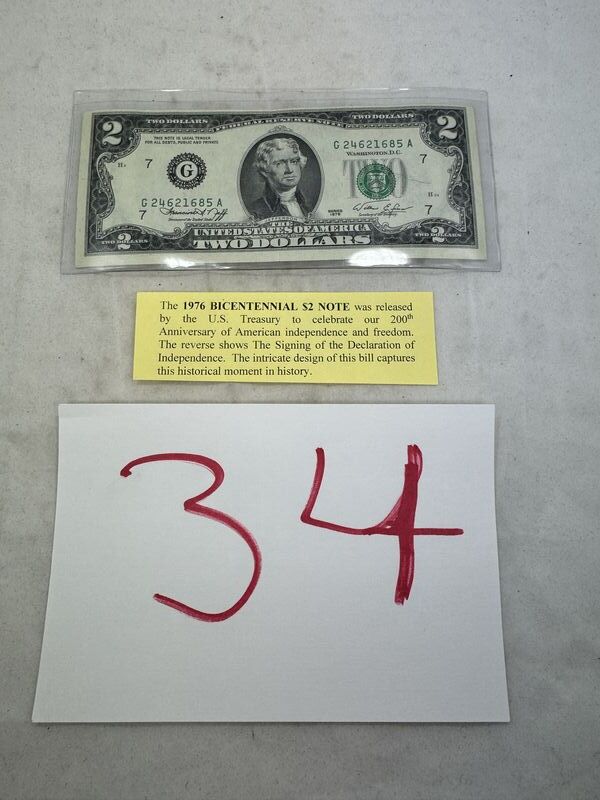 2
TWO DOLLARS
FEDERAL RESERVE NOTE
TWO DOLLARS
2
THIS NOTE IS LEGAL TENDER
FOR ALL DEBTS, PUBLIC AND PRIVATE
G 24621685 A
WASHINGTON, D.C.
7
7
G
G 24621685 A
7
7
SERIES
1976
THE
UNITED STATES OF AMERICA
TWO DOLLARS
2
TWO DOLLARS
2
TWO DOLLARS
The 1976 BICENTENNIAL $2 NOTE was released
by the U.S. Treasury to celebrate our 200th
Anniversary of American independence and freedom.
The reverse shows The Signing of the Declaration of
Independence. The intricate design of this bill captures
this historical moment in history.
34